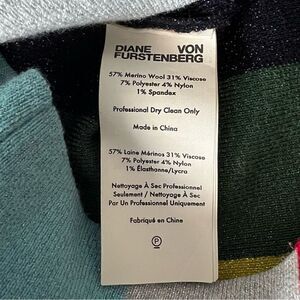 DIANE VON
FURSTENBERG
57% Merino Wool 31% Viscose
7% Polyester 4% Nylon
1% Spandex
Professional Dry Clean Only
Made in China
57% Laine Mérinos 31% Viscose
7% Polyester 4% Nylon
1% Élasthanne/Lycra
Nettoyage À Sec Professionnel
Seulement / Nettoyage À Sec
Par Un Professionnel Uniquement
Fabriqué en Chine
P